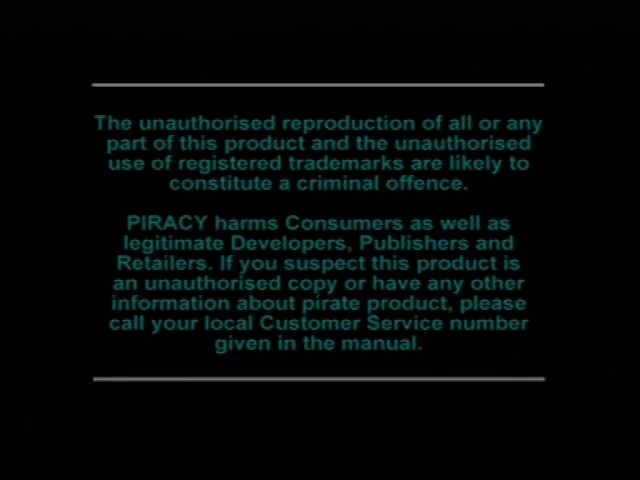 The unauthorised reproduction of all or any
part of this product and the unauthorised
use of registered trademarks are likely to
constitute a criminal offence.
PIRACY harms Consumers as well as
legitimate Developers, Publishers and
Retailers. If you suspect this product is
an unauthorised copy or have any other
information about pirate product, please
call your local Customer Service number
given in the manual.